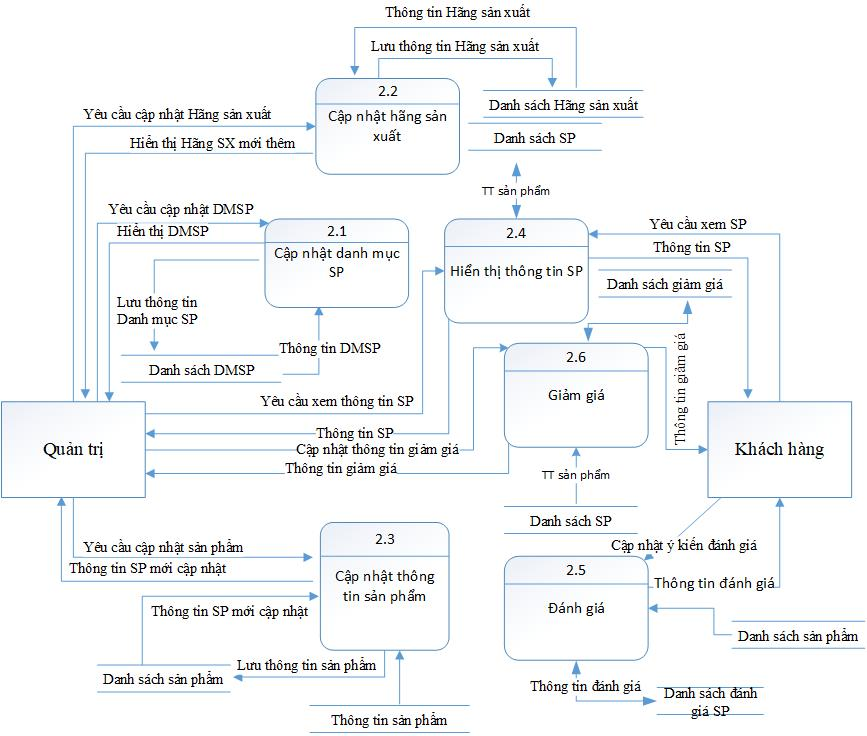 Thông tin Hãng sản xuất
Lưu thông tin Hãng sản xuất
2.2
Cập nhật hãng sản
xuất
Danh sách Hãng sản xuất
Yêu cầu cập nhật Hãng sản xuất
Hiển thị Hãng SX mới thêm
Danh sách SP
TT sản phẩm
Yêu cầu cập nhật DMSP
Hiển thị DMSP
2.1
Cập nhật danh mục
SP
2.4
Hiển thị thông tin SP
Yêu cầu xem SP
Thông tin SP
Danh sách giảm giá
Lưu thông tin
Danh mục SP
Thông tin DMSP
Danh sách DMSP
2.6
Giảm giá
Thông tin giảm giá
Yêu cầu xem thông tin SP
Thông tin SP
Cập nhật thông tin giảm giá
Thông tin giảm giá
Quản trị
Khách hàng
TT sản phẩm
Danh sách SP
Yêu cầu cập nhật sản phẩm
Thông tin SP mới cập nhật
2.3
Cập nhật thông
tin sản phẩm
Cập nhật ý kiến đánh giá
2.5
Đánh giá
Thông tin đánh giá
Thông tin SP mới cập nhật
Danh sách sản phẩm
Lưu thông tin sản phẩm
Danh sách sản phẩm
Thông tin đánh giá
Danh sách đánh
giá SP
Thông tin sản phẩm